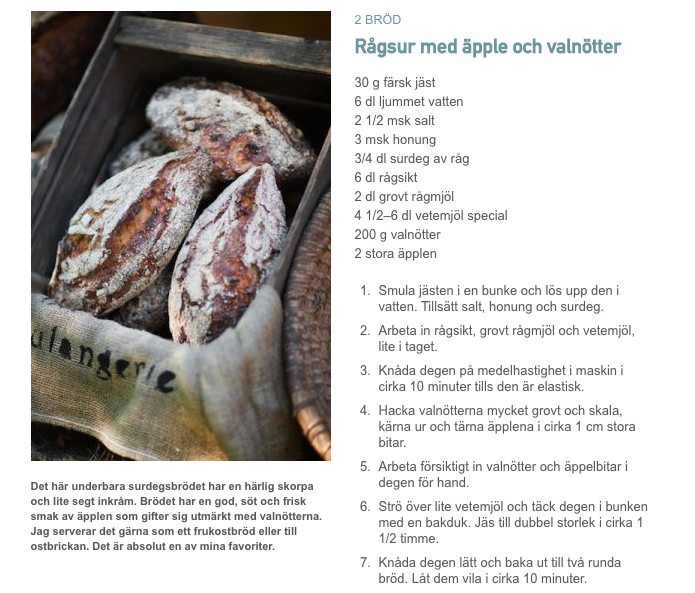 2 BRÖD
Rågsur med äpple och valnötter
30 g färsk jäst
6 dl ljummet vatten
2 1/2 msk salt
3 msk honung
3/4 dl surdeg av råg
6 dl rågsikt
2 dl grovt rågmjöl
4 1/2–6 dl vetemjöl special
200 g valnötter
2 stora äpplen
1. Smula jästen i en bunke och lös upp den i
vatten. Tillsätt salt, honung och surdeg.
2. Arbeta in rågsikt, grovt rågmjöl och vetemjöl,
lite i taget.
3. Knåda degen på medelhastighet i maskin i
cirka 10 minuter tills den är elastisk.
4. Hacka valnötterna mycket grovt och skala,
kärna ur och tärna äpplena i cirka 1 cm stora
bitar.
5. Arbeta försiktigt in valnötter och äppelbitar i
degen för hand.
6. Strö över lite vetemjöl och täck degen i bunken
med en bakduk. Jäs till dubbel storlek i cirka 1
1/2 timme.
7. Knåda degen lätt och baka ut till två runda
bröd. Låt dem vila i cirka 10 minuter.
ulangerie
Det här underbara surdegsbrödet har en härlig skorpa
och lite segt inkråm. Brödet har en god, söt och frisk
smak av äpplen som gifter sig utmärkt med valnötterna.
Jag serverar det gärna som ett frukostbröd eller till
ostbrickan. Det är absolut en av mina favoriter.